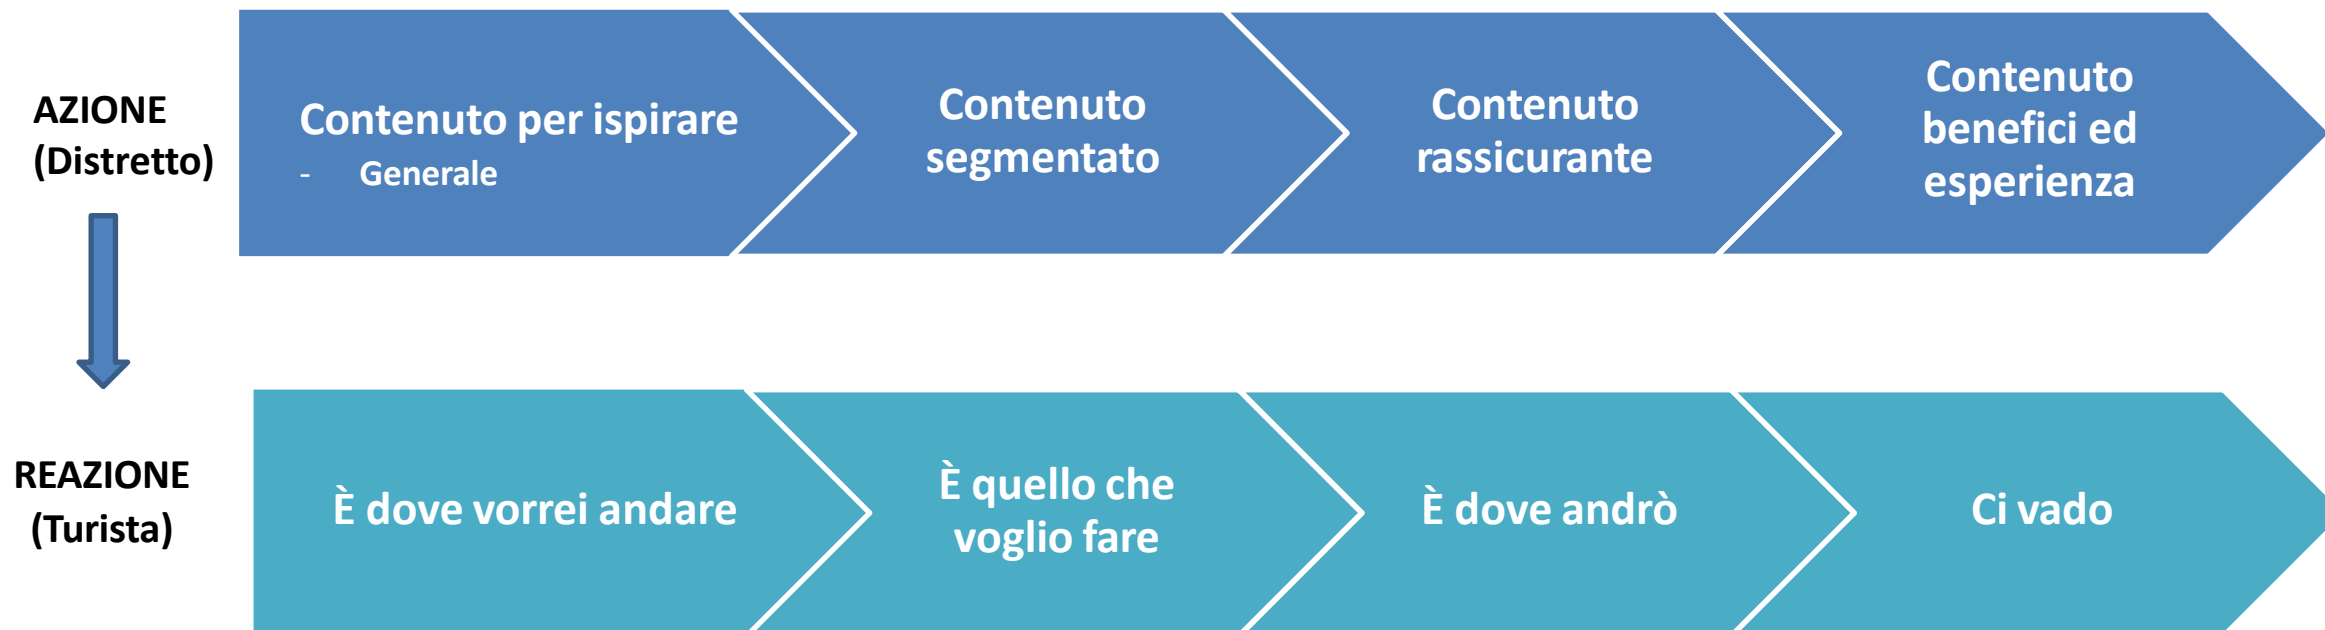 AZIONE
(Distretto)
Contenuto per ispirare
- Generale
Contenuto
segmentato
Contenuto
rassicurante
Contenuto
benefici ed
esperienza
REAZIONE
(Turista)
È dove vorrei andare
È quello che
voglio fare
È dove andrò
Ci vado